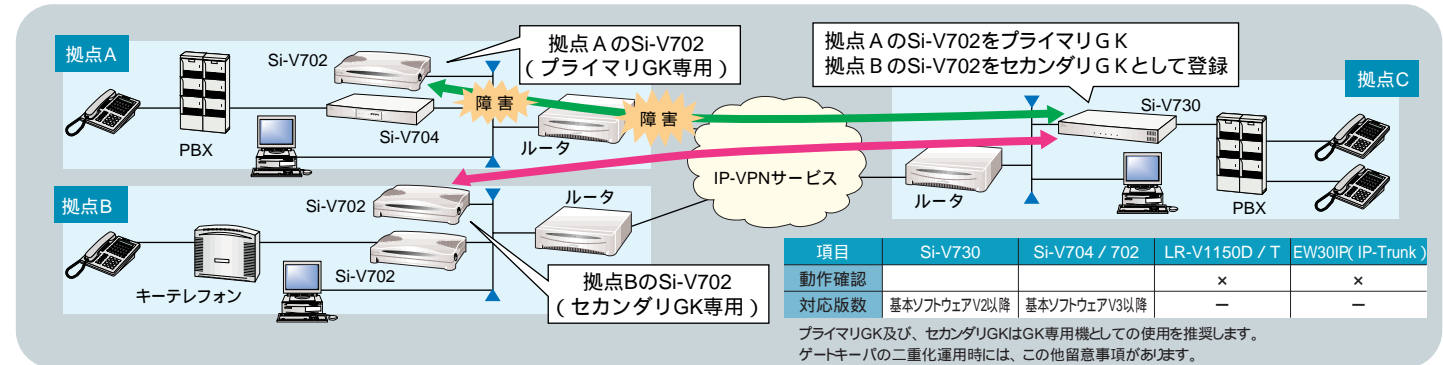 拠点A
Si-V702
拠点AのSi-V702
(プライマリGK専用)
障害
障害
PBX
Si-V704
ルータ
拠点AのSi-V702をプライマリGK
拠点BのSi-V702をセカンダリGKとして登録
拠点C
Si-V730
IP-VPNサービス
ルータ
PBX
拠点B
Si-V702
ルータ
Si-V702
キーテレフォン
拠点BのSi-V702
(セカンダリGK専用)
項目 Si-V730 Si-V704/702 LR-V1150D/T EW30IP(IP-Trunk)
動作確認 × ×
対応版数 基本ソフトウェアV2以降 基本ソフトウェアV3以降 ー ー
プライマリGK及び、セカンダリGKはGK専用機としての使用を推奨します。
ゲートキーパの二重化運用時には、この他留意事項があります。